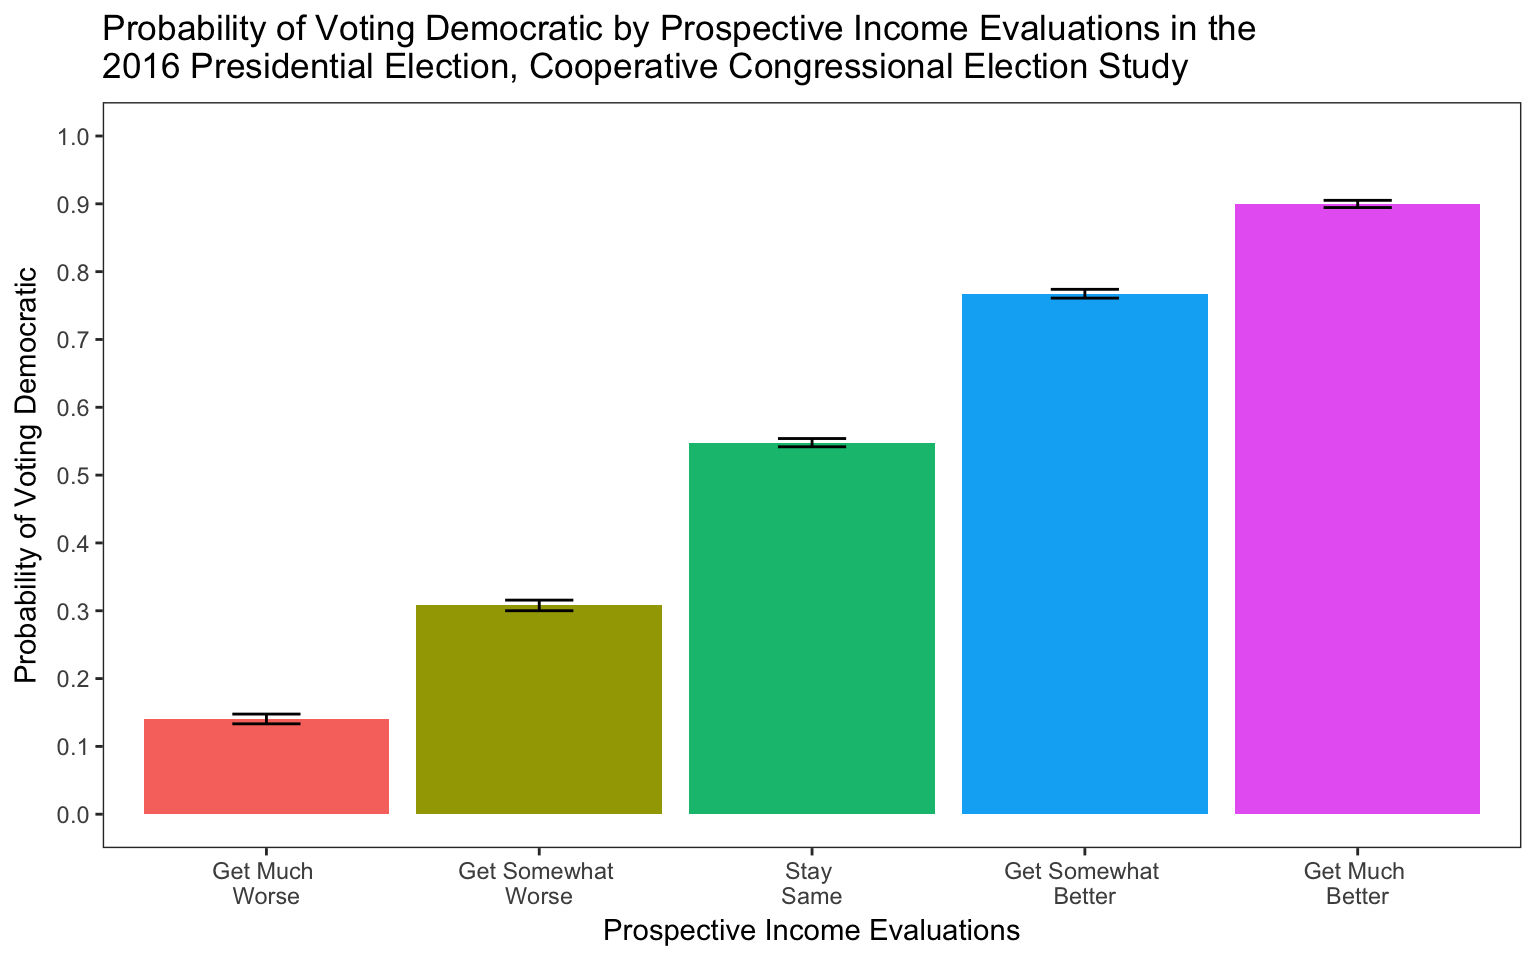 Probability of Voting Democratic by Prospective Income Evaluations in the
2016 Presidential Election, Cooperative Congressional Election Study
Probability of Voting Democratic
1.0
0.9
0.8
0.7
0.6
0.5
0.4
0.3
0.2
0.1
0.0
Get Much
Worse
Get Somewhat
Worse
Stay
Same
Get Somewhat
Better
Get Much
Better
Prospective Income Evaluations